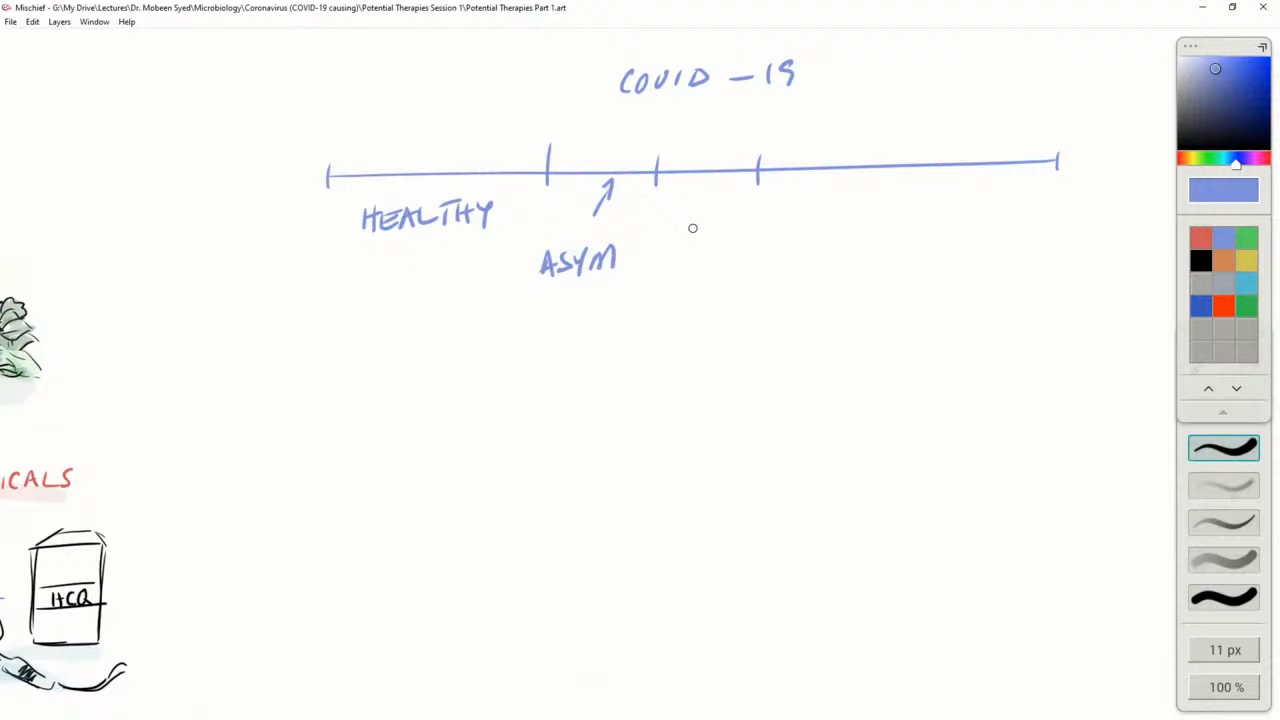 Mischief - G:\My Drive\Lectures\Dr. Mobeen Syed\Microbiology\Coronavirus (COVID-19 causing)\Potential Therapies Session 1\Potential Therapies Part 1.art
File Edit Layers Window Help
COVID - 19
HEALTHY
ASYM
ICALS
HCQ
11 px
100 %